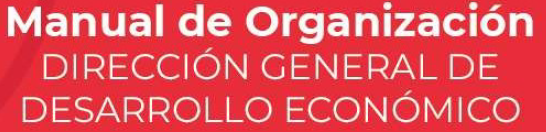 Manual de Organización
DIRECCIÓN GENERAL DE
DESARROLLO ECONÓMICO